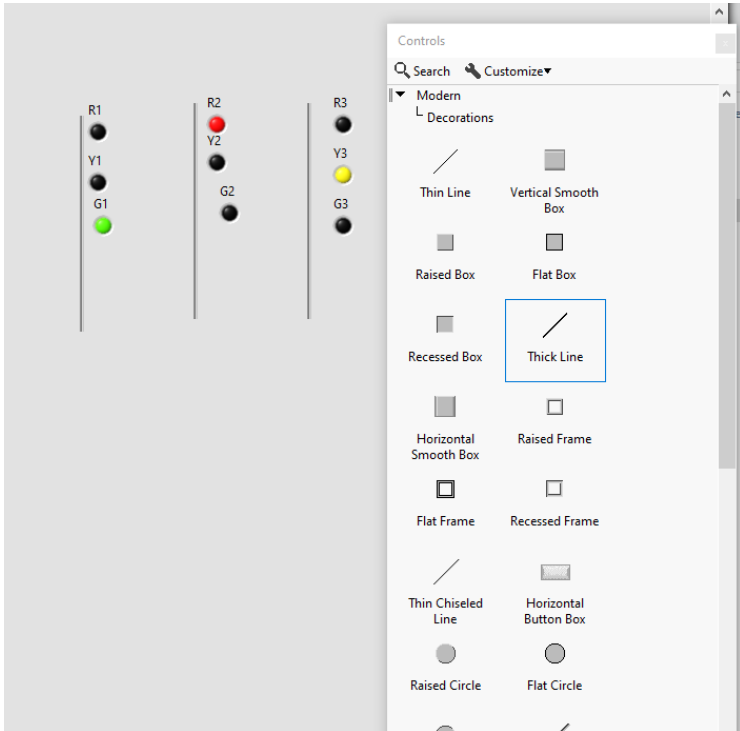 Controls
Search Customize▾
Modern
Decorations
R1
R2
R3
Y1
Y2
Y3
G1
G2
G3
Thin Line
Vertical Smooth
Box
Raised Box
Flat Box
Recessed Box
Thick Line
Horizontal
Smooth Box
Raised Frame
Flat Frame
Recessed Frame
Thin Chiseled
Line
Horizontal
Button Box
Raised Circle
Flat Circle